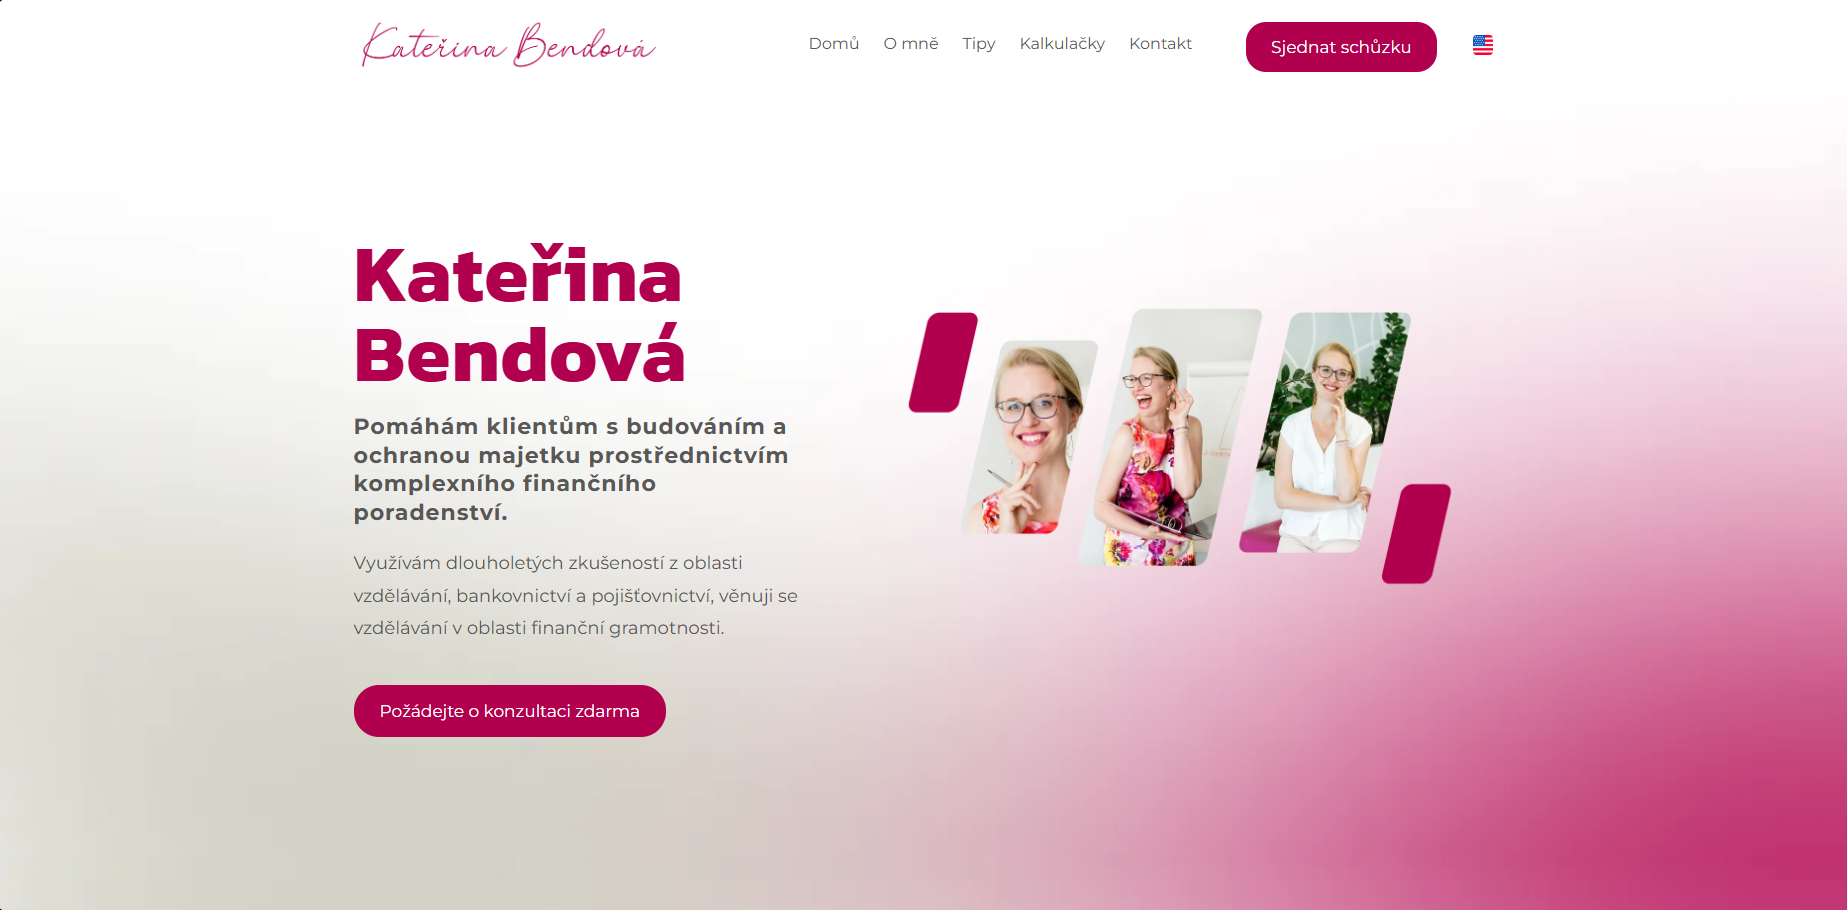 Kateřina Bendová
Domů O mně Tipy Kalkulačky Kontakt Sjednat schůzku
Kateřina
Bendová
Pomáhám klientům s budováním a
ochranou majetku prostřednictvím
komplexního finančního
poradenství.
Využívám dlouholetých zkušeností z oblasti
vzdělávání, bankovnictví a pojišťovnictví, věnuji se
vzdělávání v oblasti finanční gramotnosti.
Požádejte o konzultaci zdarma